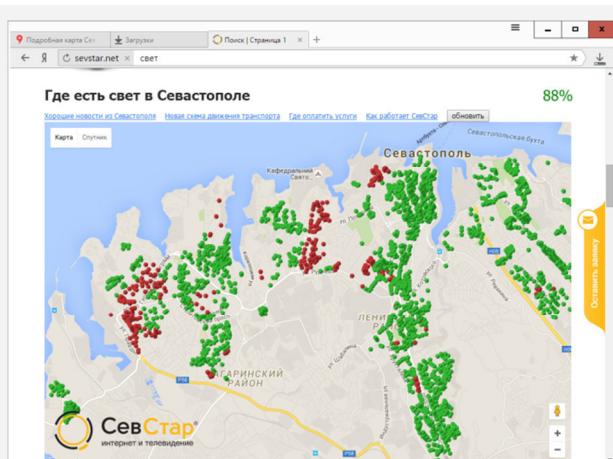 Подробная карта Сев
Загрузки
Поиск | Страница 1
sevstar.net
свет
Где есть свет в Севастополе
88%
Хорошие новости из Севастополя
Новая схема движения транспорта
Где оплатить услуги
Как работает СевСтар
обновить
Карта
Спутник
Севастопольская бухта
Севастополь
Кафедральный
Свято...
Оставить заявку
ЛЕНИ
ГАГАРИНСКИЙ
РАЙОН
СевСтар
интернет и телевидение